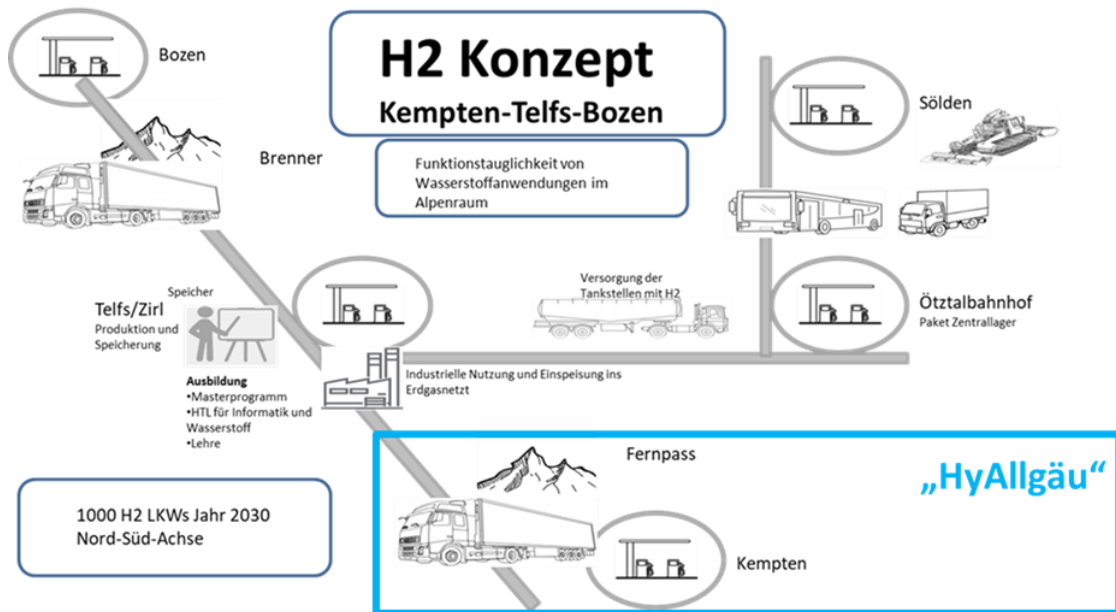 Bozen
H2 Konzept
Kempten-Telfs-Bozen
Sölden
Brenner
Funktionstauglichkeit von
Wasserstoffanwendungen im
Alpenraum
Versorgung der
Tankstellen mit H2
Speicher
Telfs/Zirl
Produktion und
Speicherung
Ötztalbahnhof
Paket Zentrallager
Ausbildung
•Masterprogramm
•HTL für Informatik und
Wasserstoff
•Lehre
Industrielle Nutzung und Einspeisung ins
Erdgasnetzt
Fernpass
„HyAllgäu“
1000 H2 LKWs Jahr 2030
Nord-Süd-Achse
Kempten